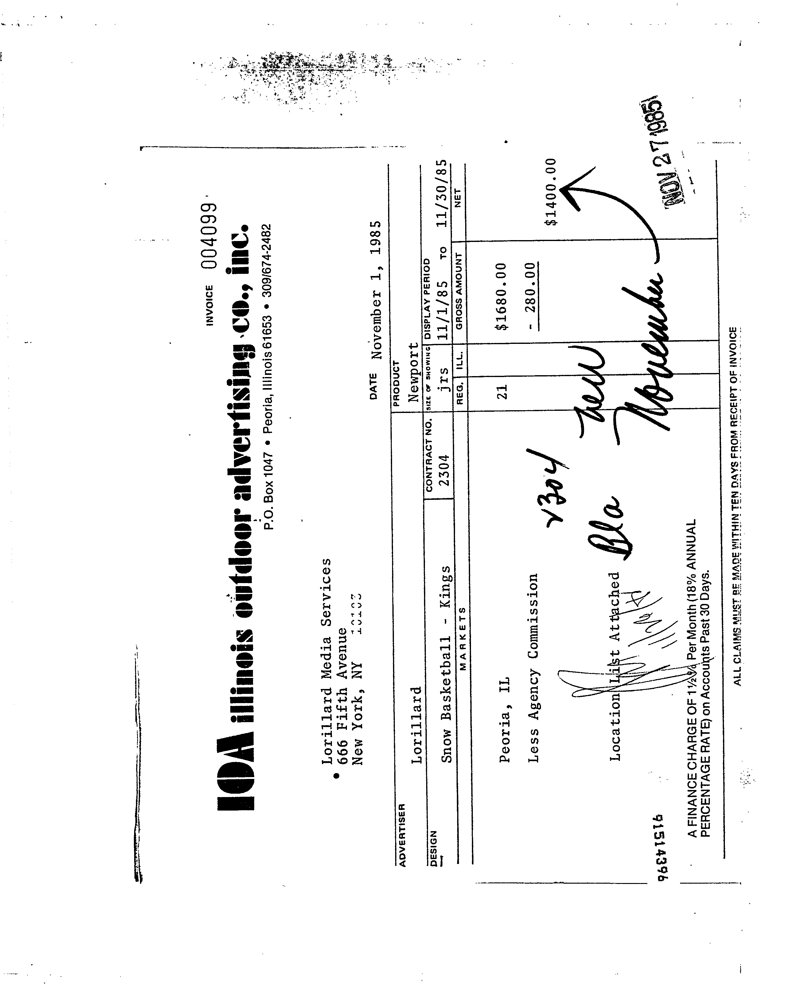 INVOICE 004099
IOA illinois outdoor advertising co., inc.
P.O. Box 1047 • Peoria, Illinois 61653 • 309/674-2482
• Lorillard Media Services
666 Fifth Avenue
New York, NY 10103
DATE November 1, 1985
ADVERTISER PRODUCT
Lorillard Newport
DESIGN CONTRACT NO. SIZE OF SHOWING DISPLAY PERIOD
Snow Basketball - Kings 2304 jrs 11/1/85 TO 11/30/85
MARKETS REG. ILL. GROSS AMOUNT NET
Peoria, IL 21 $1680.00
Less Agency Commission - 280.00
$1400.00
2304
Bla new
Location List Attached
November
NOV 27 1985
A FINANCE CHARGE OF 1½% Per Month (18% ANNUAL
PERCENTAGE RATE) on Accounts Past 30 Days.
ALL CLAIMS MUST BE MADE WITHIN TEN DAYS FROM RECEIPT OF INVOICE
91514396